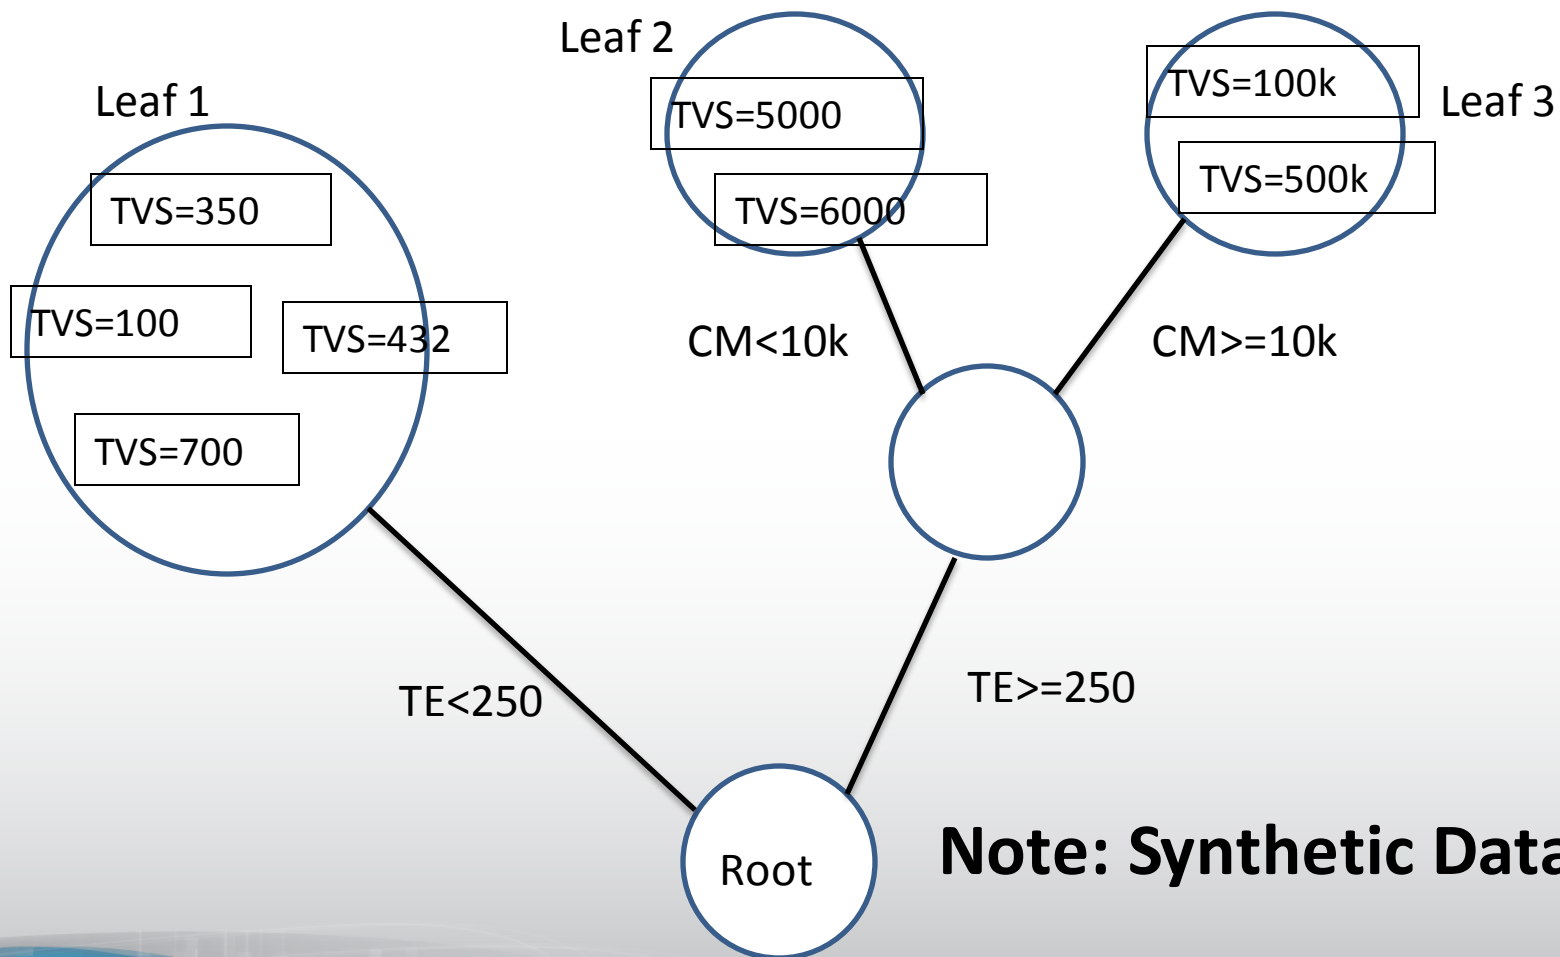 Leaf 1
TVS=350
TVS=100
TVS=432
TVS=700
Leaf 2
TVS=5000
TVS=6000
TVS=100k
Leaf 3
TVS=500k
CM<10k
CM>=10k
TE<250
TE>=250
Root
Note: Synthetic Data